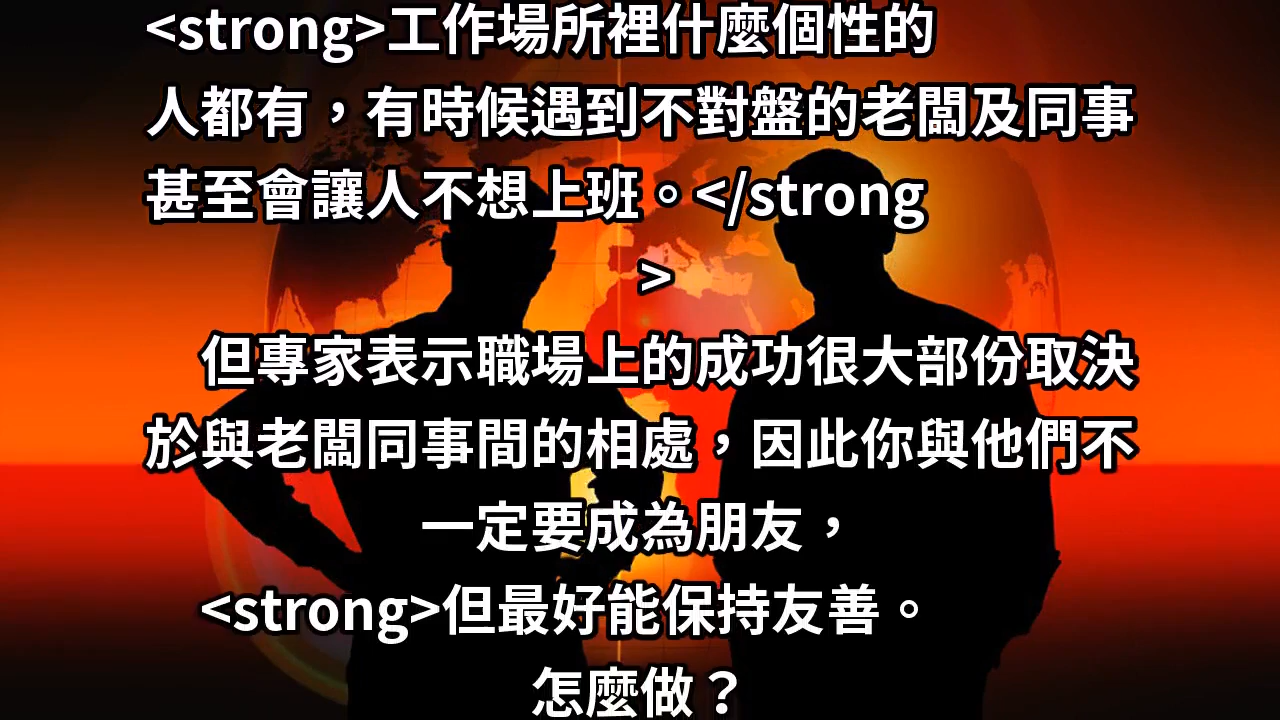 <strong>工作場所裡什麼個性的
人都有，有時候遇到不對盤的老闆及同事
甚至會讓人不想上班。</strong
>
但專家表示職場上的成功很大部份取決
於與老闆同事間的相處，因此你與他們不
一定要成為朋友，
<strong>但最好能保持友善。
怎麼做？